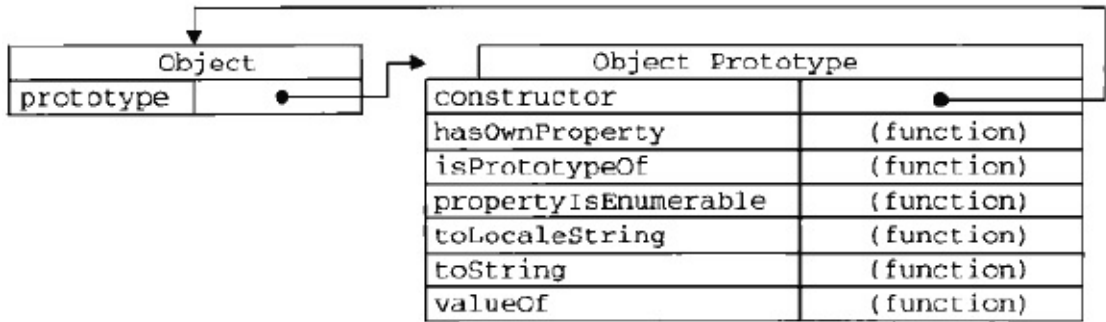 Object
prototype
Object Prototype
constructor
hasOwnProperty (function)
isPrototypeOf (function)
propertyIsEnumerable (function)
toLocaleString (function)
toString (function)
valueOf (function)